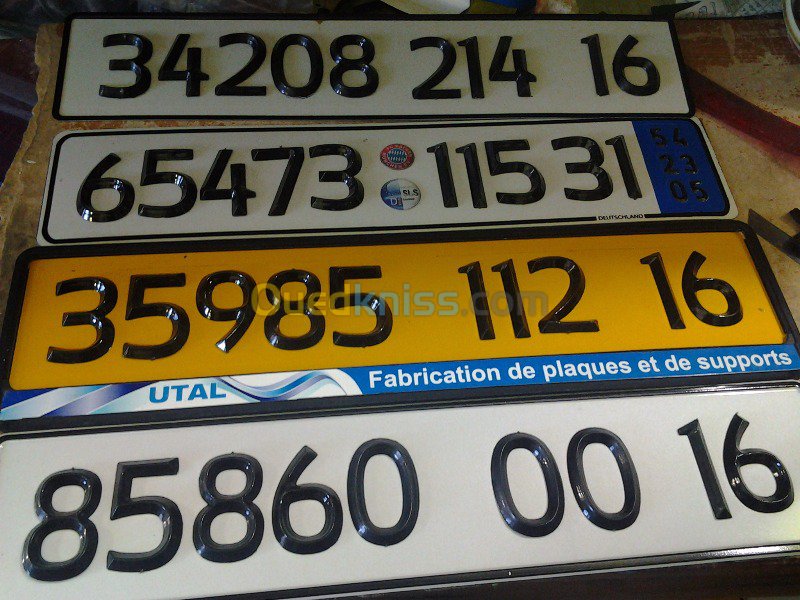 34208 214 16
65473 115 31
54
23
05
SLS
D
DEUTSCHLAND
35985 112 16
Ouedkniss.com
UTAL Fabrication de plaques et de supports
85860 00 16